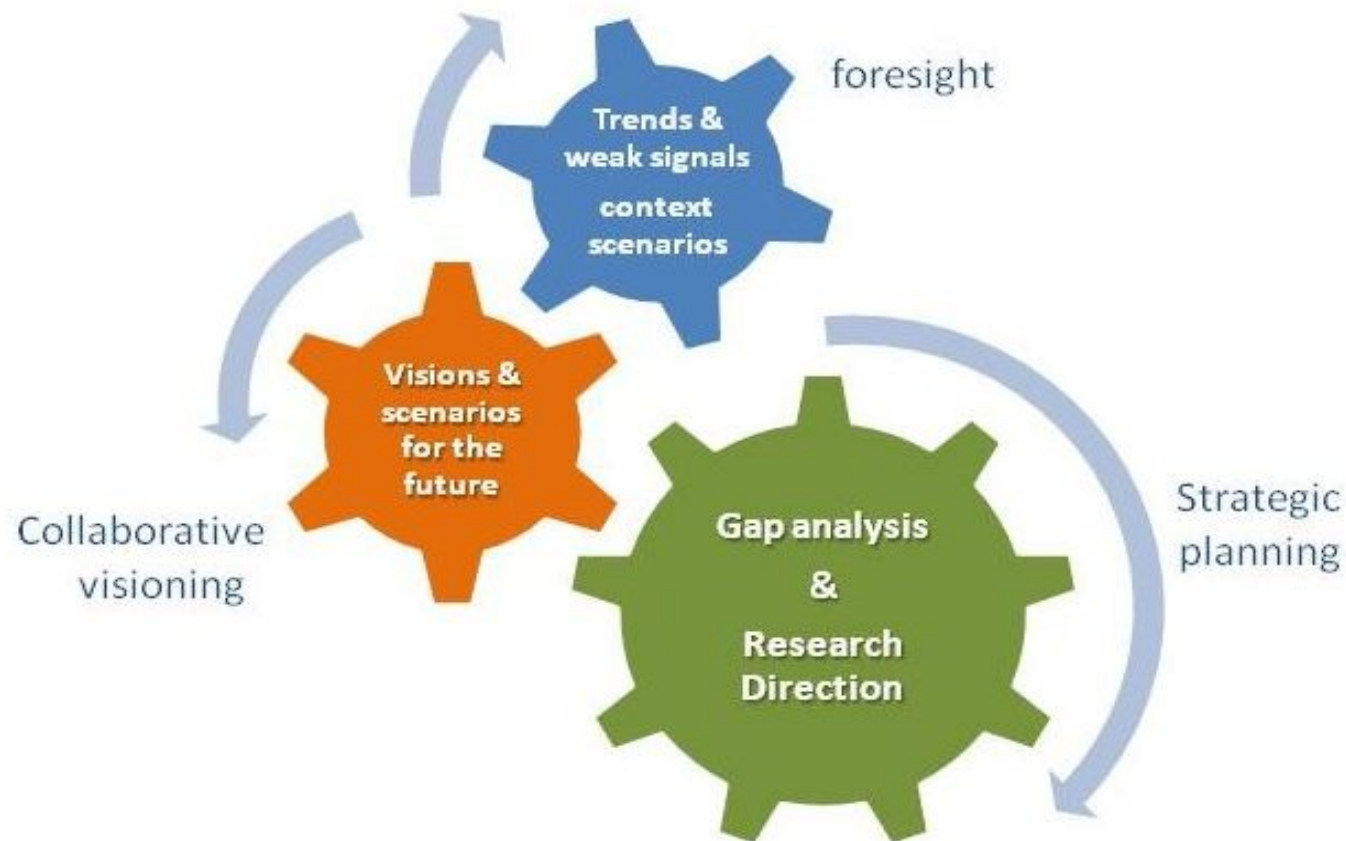 foresight
Trends &
weak signals
context
scenarios
Visions &
scenarios
for the
future
Collaborative
visioning
Gap analysis
&
Research
Direction
Strategic
planning